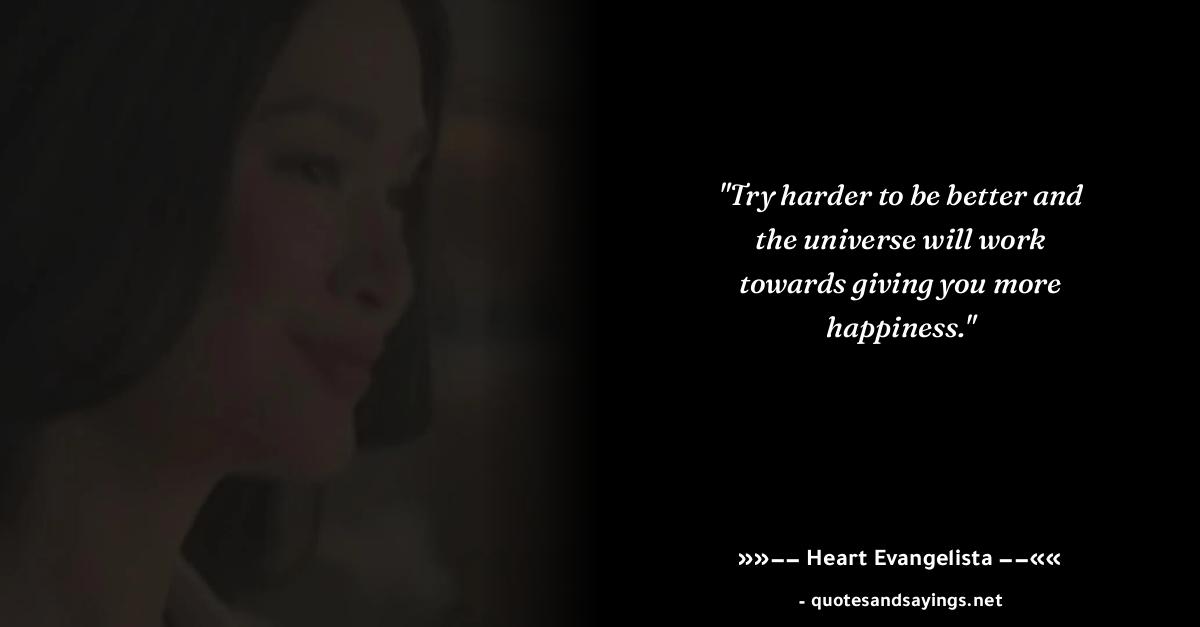 "Try harder to be better and
the universe will work
towards giving you more
happiness."
»»−− Heart Evangelista −−««
- quotesandsayings.net